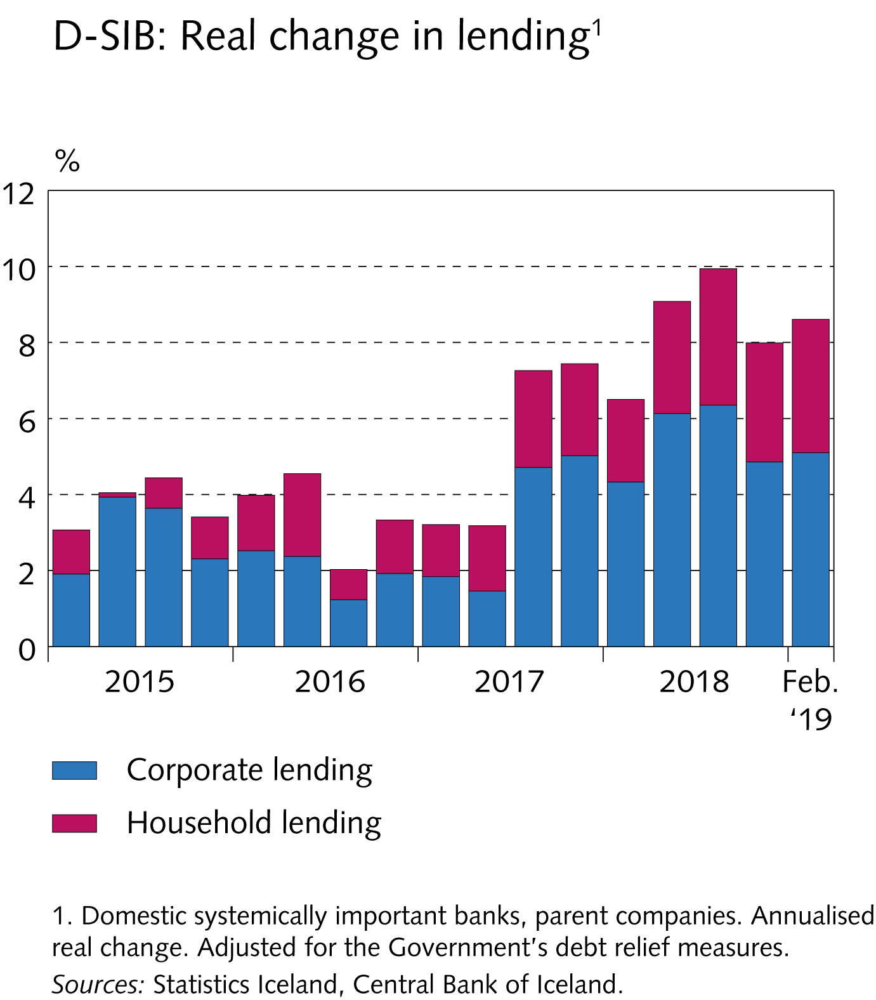 D-SIB: Real change in lending¹
%
12
10
8
6
4
2
0
2015 2016 2017 2018 Feb.
‘19
Corporate lending
Household lending
1. Domestic systemically important banks, parent companies. Annualised
real change. Adjusted for the Government's debt relief measures.
Sources: Statistics Iceland, Central Bank of Iceland.